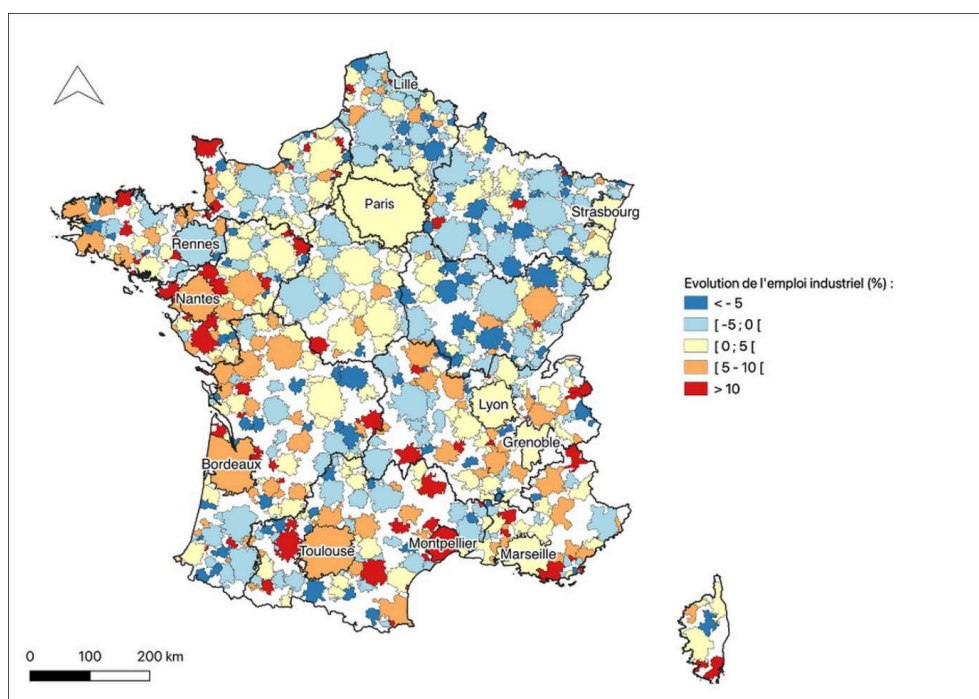 Lille
Paris
Strasbourg
Rennes
Nantes
Evolution de l'emploi industriel (%) :
< - 5
[ -5 ; 0 [
[ 0 ; 5 [
[ 5 - 10 [
> 10
Lyon
Grenoble
Bordeaux
Toulouse
Montpellier
Marseille
0 100 200 km